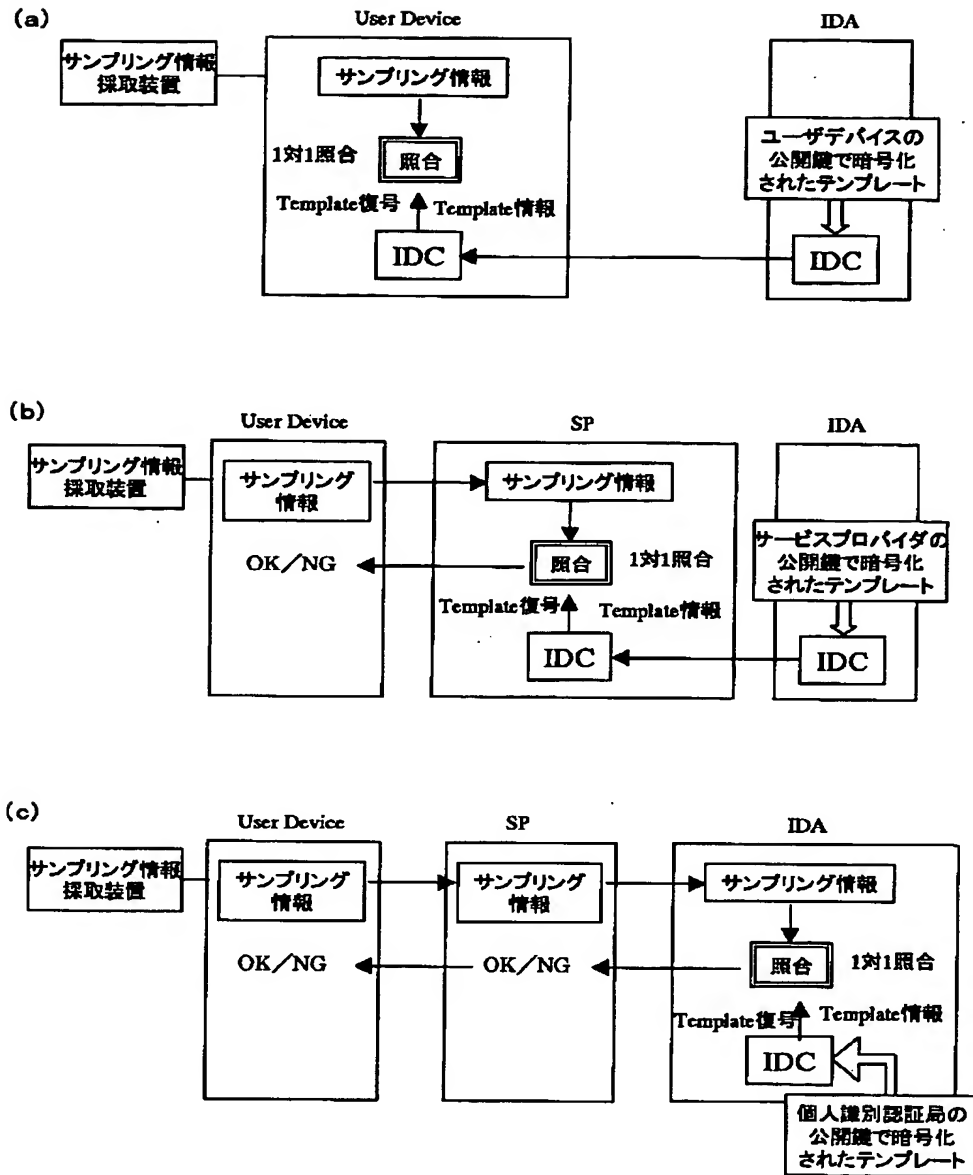 (a)
User Device
IDA
サンプリング情報
採取装置
サンプリング情報
1対1照合
照合
Template復号
Template情報
IDC
ユーザデバイスの
公開鍵で暗号化
されたテンプレート
IDC
(b)
User Device
SP
IDA
サンプリング情報
採取装置
サンプリング
情報
サンプリング情報
OK/NG
照合
1対1照合
Template復号
Template情報
IDC
サービスプロバイダの
公開鍵で暗号化
されたテンプレート
IDC
(c)
User Device
SP
IDA
サンプリング情報
採取装置
サンプリング
情報
サンプリング
情報
サンプリング情報
OK/NG
OK/NG
照合
1対1照合
Template復号
Template情報
IDC
個人識別認証局の
公開鍵で暗号化
されたテンプレート